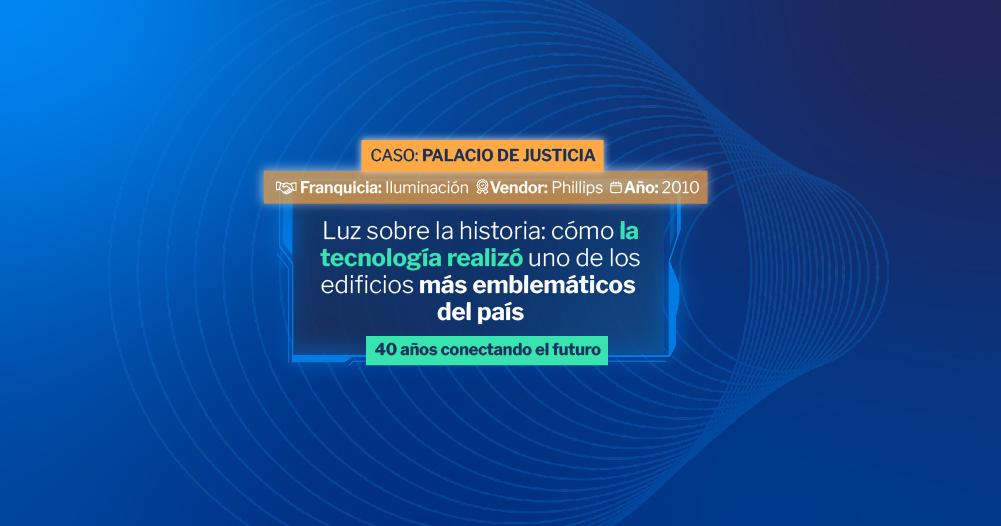 CASO: PALACIO DE JUSTICIA
Franquicia: Iluminación Vendor: Phillips Año: 2010
Luz sobre la historia: cómo la
tecnología realizó uno de los
edificios más emblemáticos
del país
40 años conectando el futuro